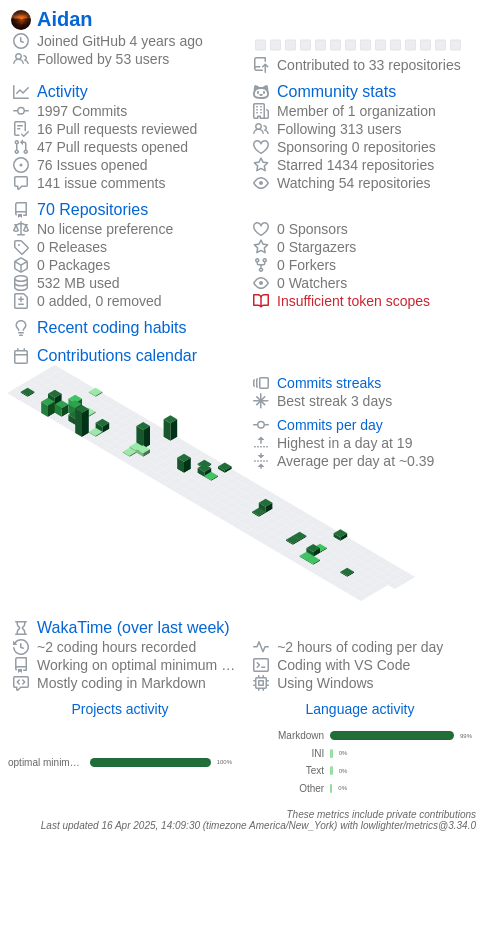 Aidan
Joined GitHub 4 years ago
Followed by 53 users
Contributed to 33 repositories
Activity
1997 Commits
16 Pull requests reviewed
47 Pull requests opened
76 Issues opened
141 issue comments
Community stats
Member of 1 organization
Following 313 users
Sponsoring 0 repositories
Starred 1434 repositories
Watching 54 repositories
70 Repositories
No license preference
0 Releases
0 Packages
532 MB used
0 added, 0 removed
0 Sponsors
0 Stargazers
0 Forkers
0 Watchers
Insufficient token scopes
Recent coding habits
Contributions calendar
Commits streaks
Best streak 3 days
Commits per day
Highest in a day at 19
Average per day at ~0.39
WakaTime (over last week)
~2 coding hours recorded
Working on optimal minimum …
Mostly coding in Markdown
~2 hours of coding per day
Coding with VS Code
Using Windows
Projects activity
optimal minim… 100%
Language activity
Markdown 99%
INI 0%
Text 0%
Other 0%
These metrics include private contributions
Last updated 16 Apr 2025, 14:09:30 (timezone America/New_York) with lowlighter/metrics@3.34.0